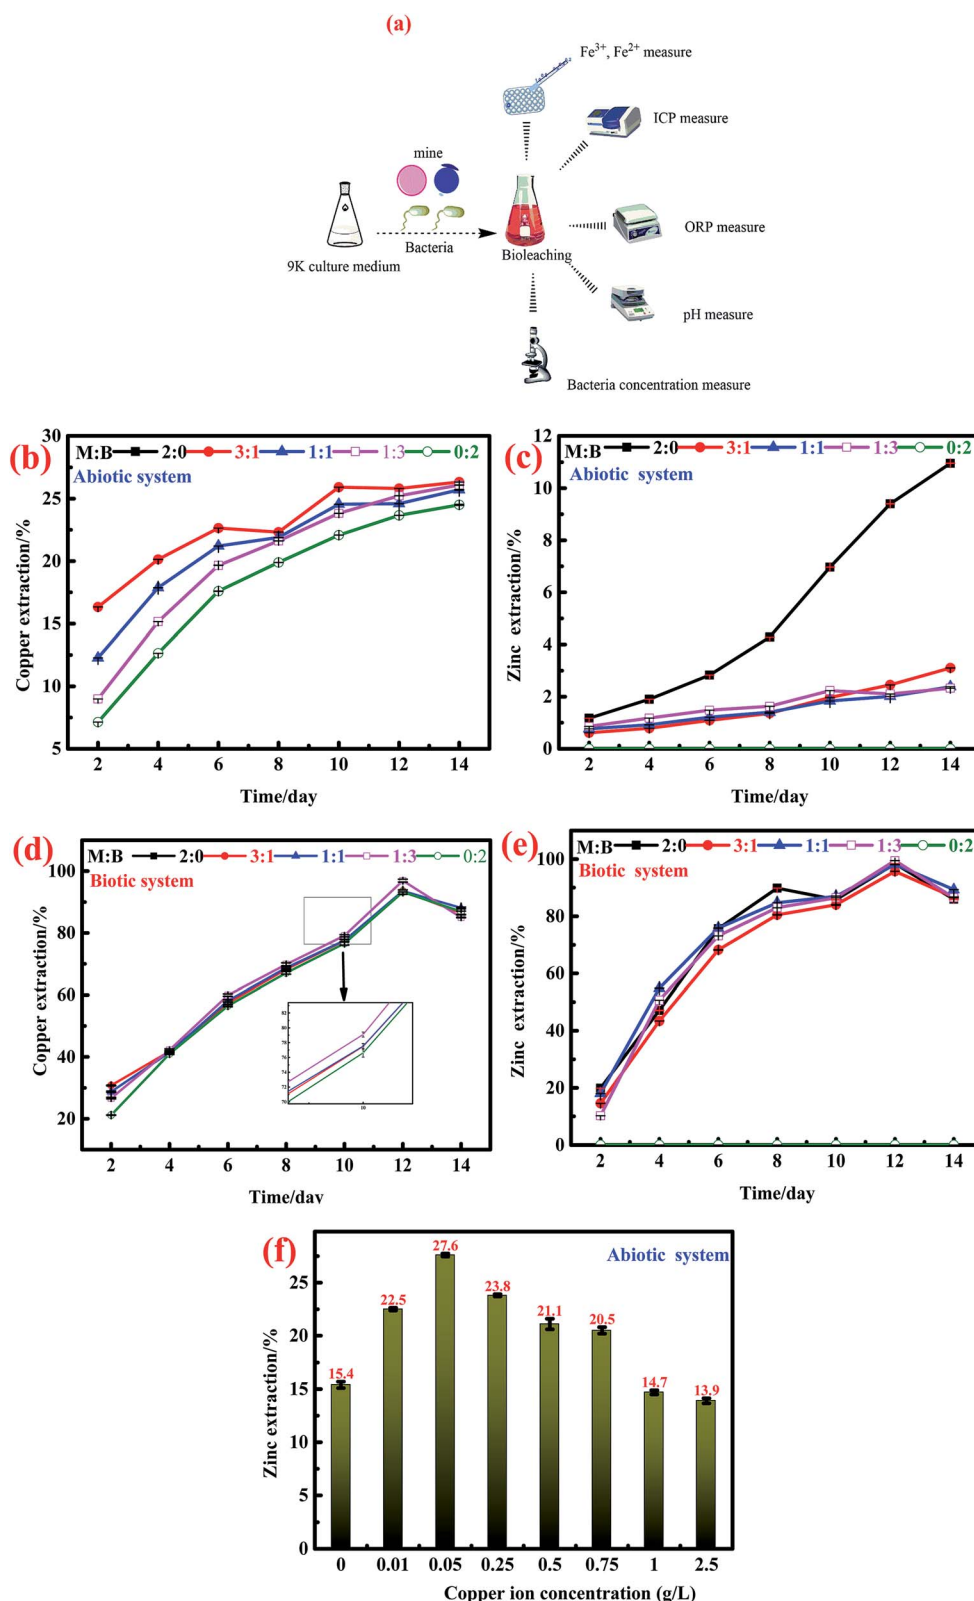 (a)
Fe3+, Fe2+ measure
ICP measure
mine
ORP measure
Bacteria
Bioleaching
9K culture medium
pH measure
Bacteria concentration measure
(b)
M:B 2:0 3:1 1:1 1:3 0:2
Abiotic system
30
25
20
15
10
5
Copper extraction/%
2 4 6 8 10 12 14
Time/day
(c)
M:B 2:0 3:1 1:1 1:3 0:2
Abiotic system
12
10
8
6
4
2
0
Zinc extraction/%
2 4 6 8 10 12 14
Time/day
(d)
M:B 2:0 3:1 1:1 1:3 0:2
Biotic system
100
80
60
40
20
Copper extraction/%
82
80
78
76
74
72
70
10
2 4 6 8 10 12 14
Time/day
(e)
M:B 2:0 3:1 1:1 1:3 0:2
Biotic system
100
80
60
40
20
0
Zinc extraction/%
2 4 6 8 10 12 14
Time/day
(f)
Abiotic system
25
20
15
10
5
0
Zinc extraction/%
15.4 22.5 27.6 23.8 21.1 20.5 14.7 13.9
0 0.01 0.05 0.25 0.5 0.75 1 2.5
Copper ion concentration (g/L)